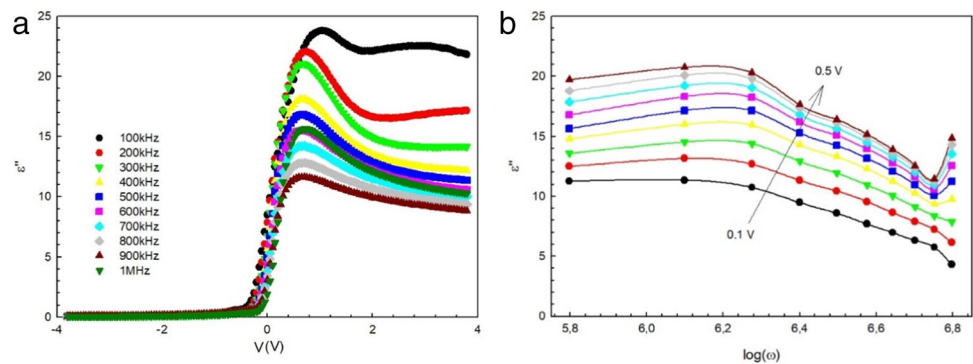 a
25
20
15
10
5
0
ε"
100kHz
200kHz
300kHz
400kHz
500kHz
600kHz
700kHz
800kHz
900kHz
1MHz
-4
-2
0
2
4
V(V)
b
25
20
15
10
5
0
ε"
0.5 V
0.1 V
5,8
6,0
6,2
6,4
6,6
6,8
log(ω)